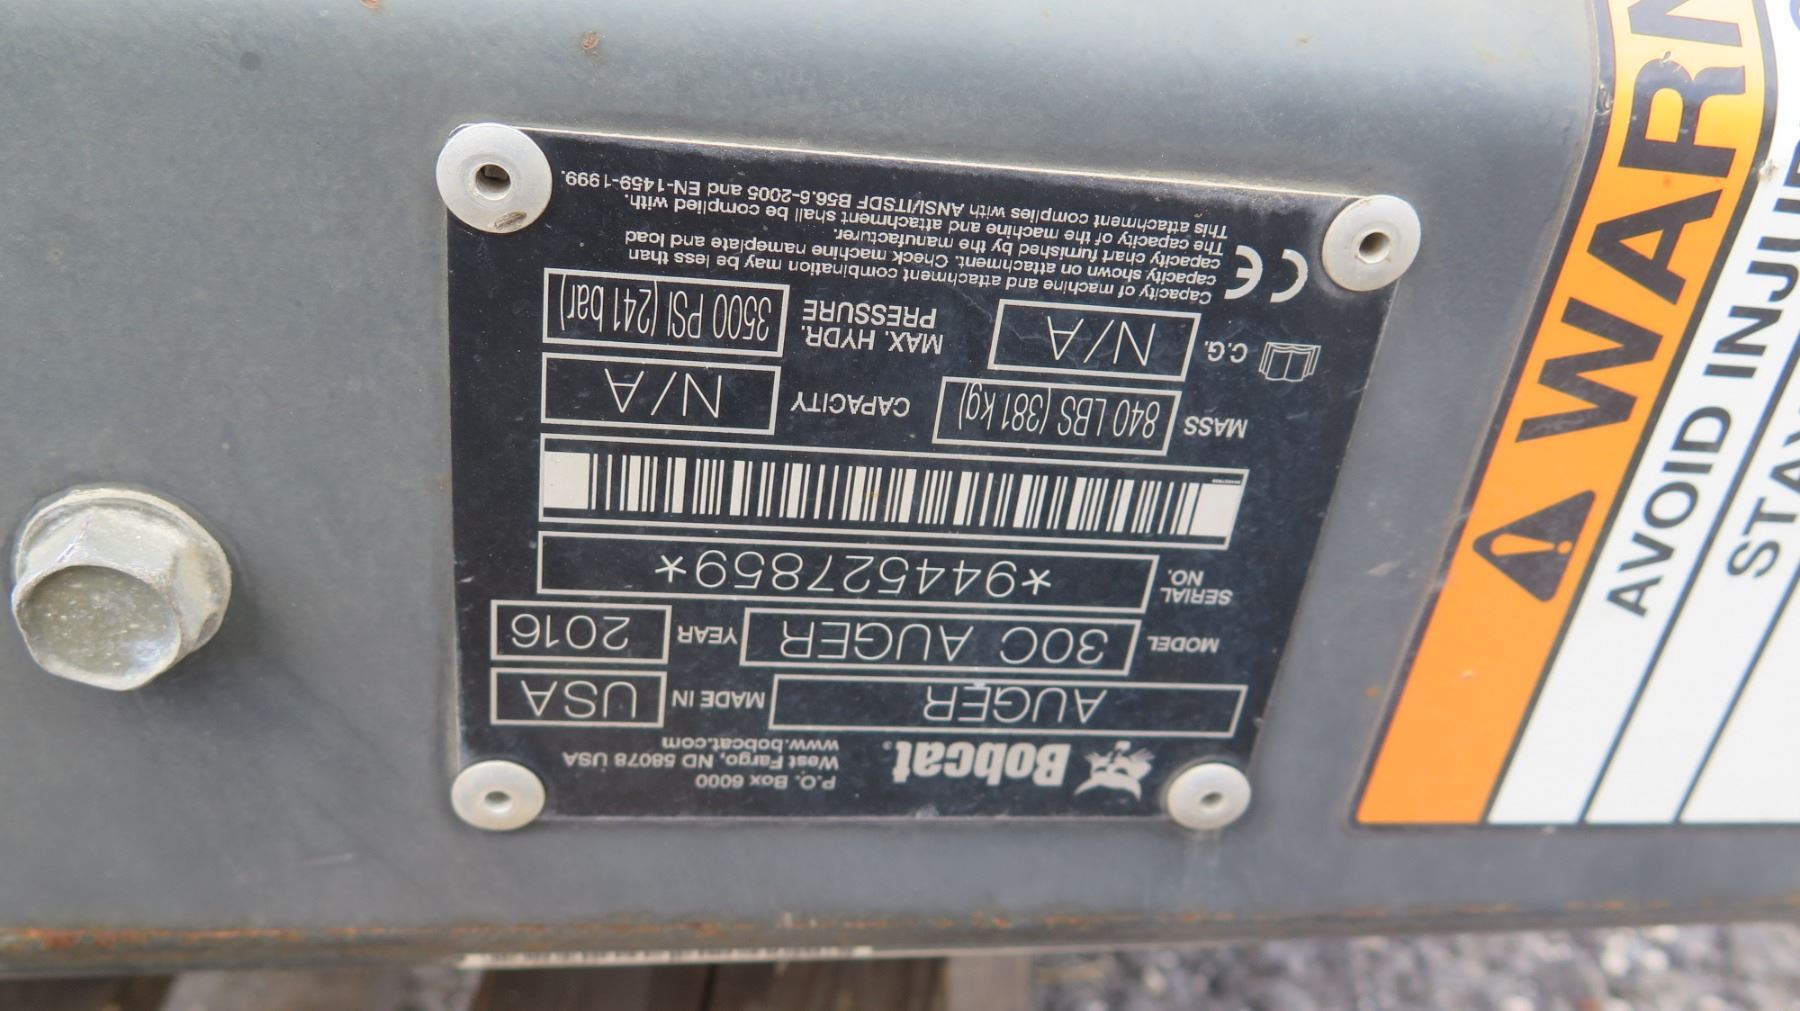 Bobcat
P.O. Box 6000
West Fargo, ND 58078 USA
www.bobcat.com
AUGER
MADE IN USA
MODEL 30C AUGER YEAR 2016
SERIAL NO. *944527859*
MASS 840 LBS (381 kg) CAPACITY N/A
C.G. N/A MAX. HYDR. PRESSURE 3500 PSI (241 bar)
CE
Capacity of machine and attachment combination may be less than
capacity shown on attachment. Check machine nameplate and load
capacity chart furnished by the manufacturer.
The capacity of the machine and attachment shall be complied with.
This attachment complies with ANSI/ITSDF B56.6-2005 and EN-1459-1999.
WARN
AVOID INJURY
STAY